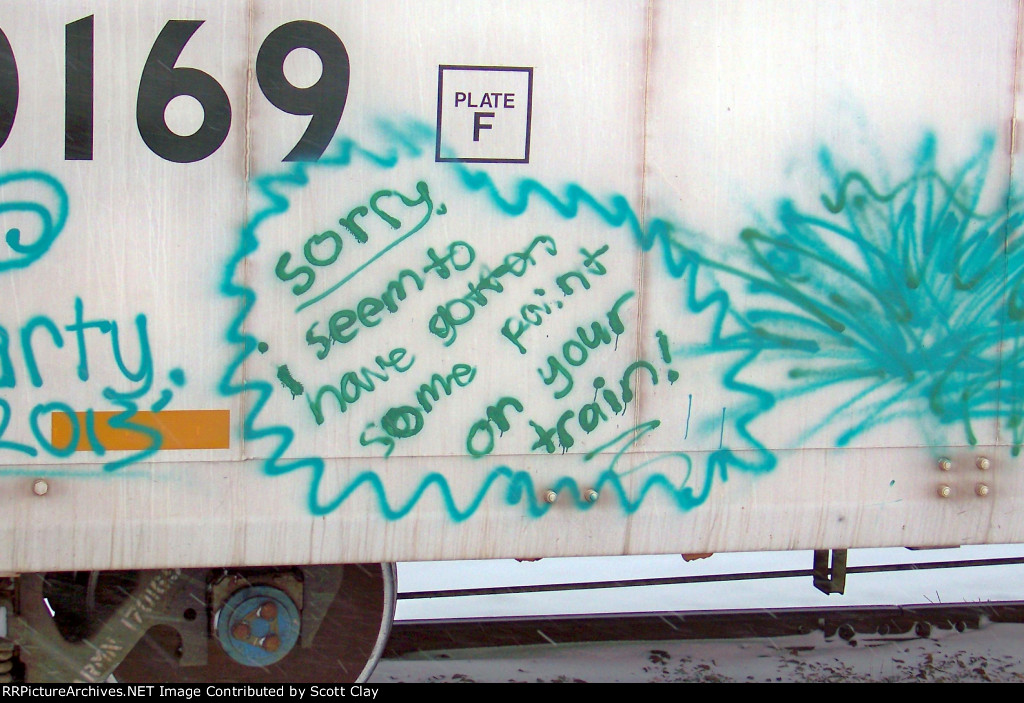 0169
PLATE
F
sorry,
i seem to
have gotten
some paint
on your
train!
arty,
2013
RRPictureArchives.NET Image Contributed by Scott Clay